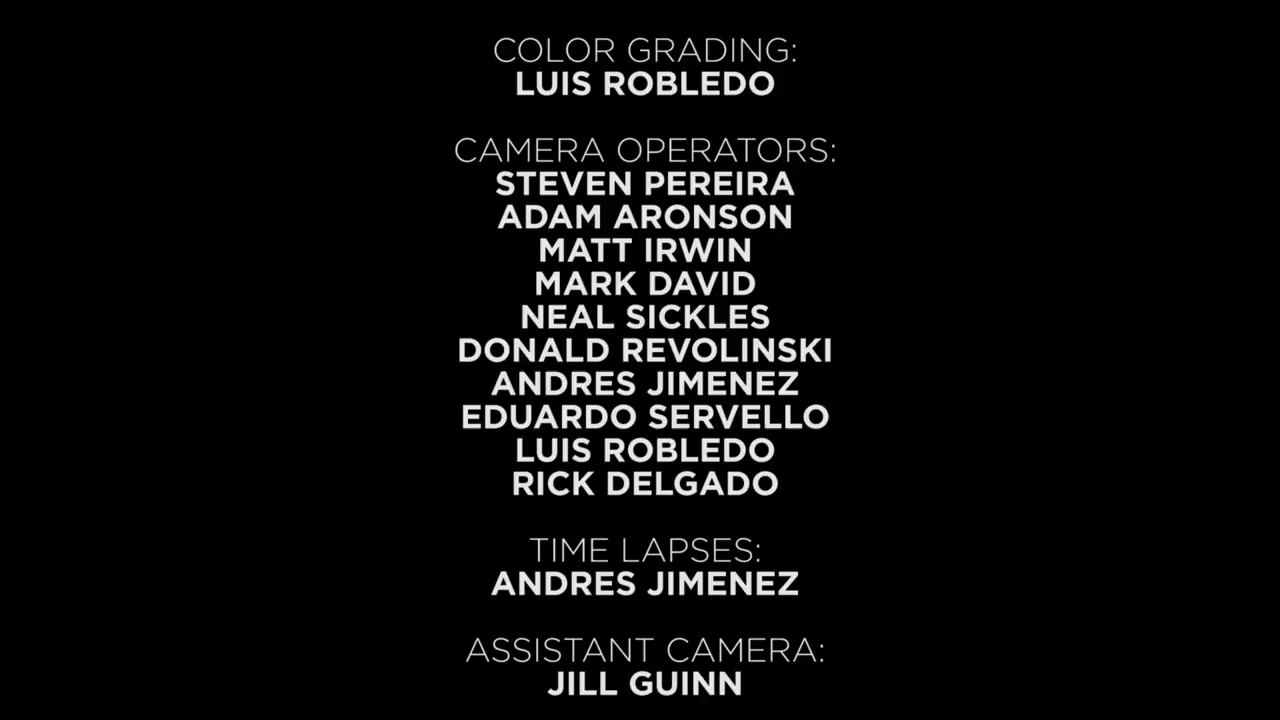 COLOR GRADING:
LUIS ROBLEDO
CAMERA OPERATORS:
STEVEN PEREIRA
ADAM ARONSON
MATT IRWIN
MARK DAVID
NEAL SICKLES
DONALD REVOLINSKI
ANDRES JIMENEZ
EDUARDO SERVELLO
LUIS ROBLEDO
RICK DELGADO
TIME LAPSES:
ANDRES JIMENEZ
ASSISTANT CAMERA:
JILL GUINN